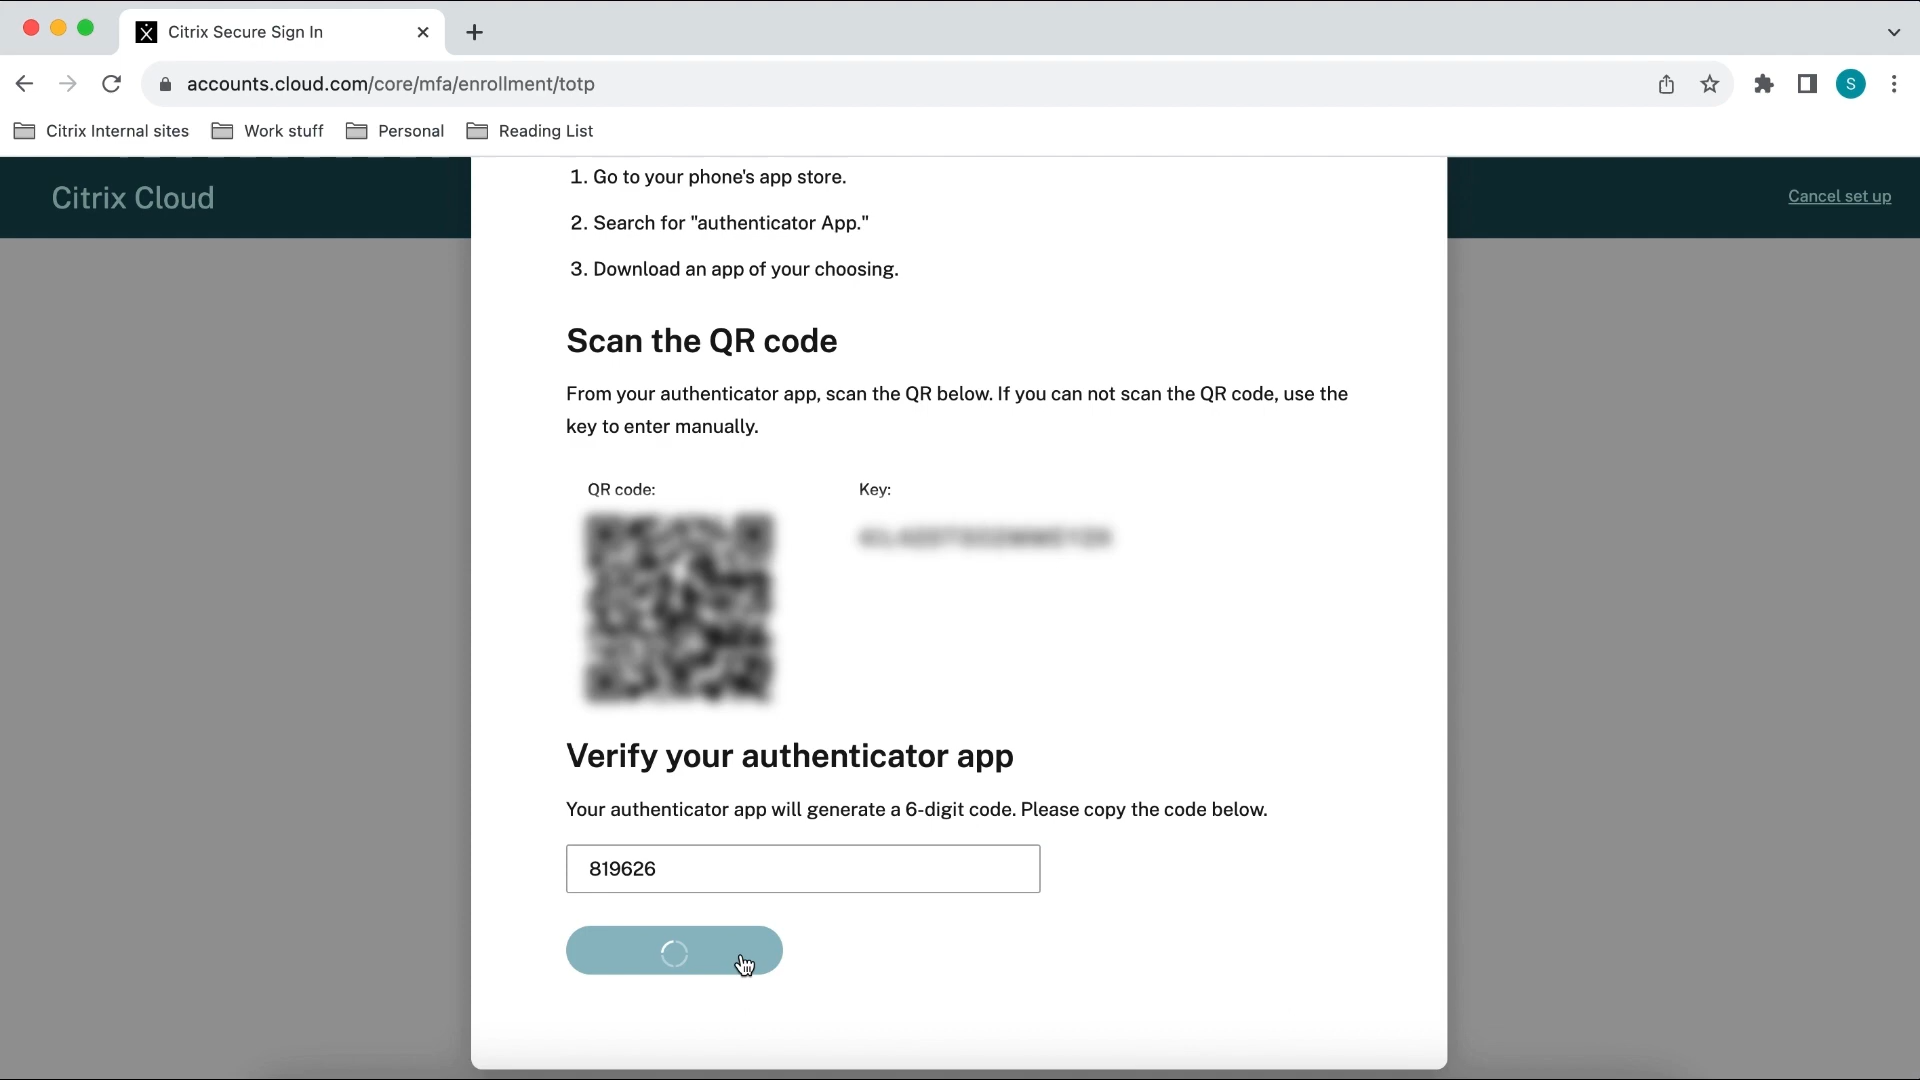 Citrix Secure Sign In
accounts.cloud.com/core/mfa/enrollment/totp
S
Citrix Internal sites
Work stuff
Personal
Reading List
Citrix Cloud
Cancel set up
1. Go to your phone's app store.
2. Search for "authenticator App."
3. Download an app of your choosing.
Scan the QR code
From your authenticator app, scan the QR below. If you can not scan the QR code, use the
key to enter manually.
QR code:
Key:
Verify your authenticator app
Your authenticator app will generate a 6-digit code. Please copy the code below.
819626